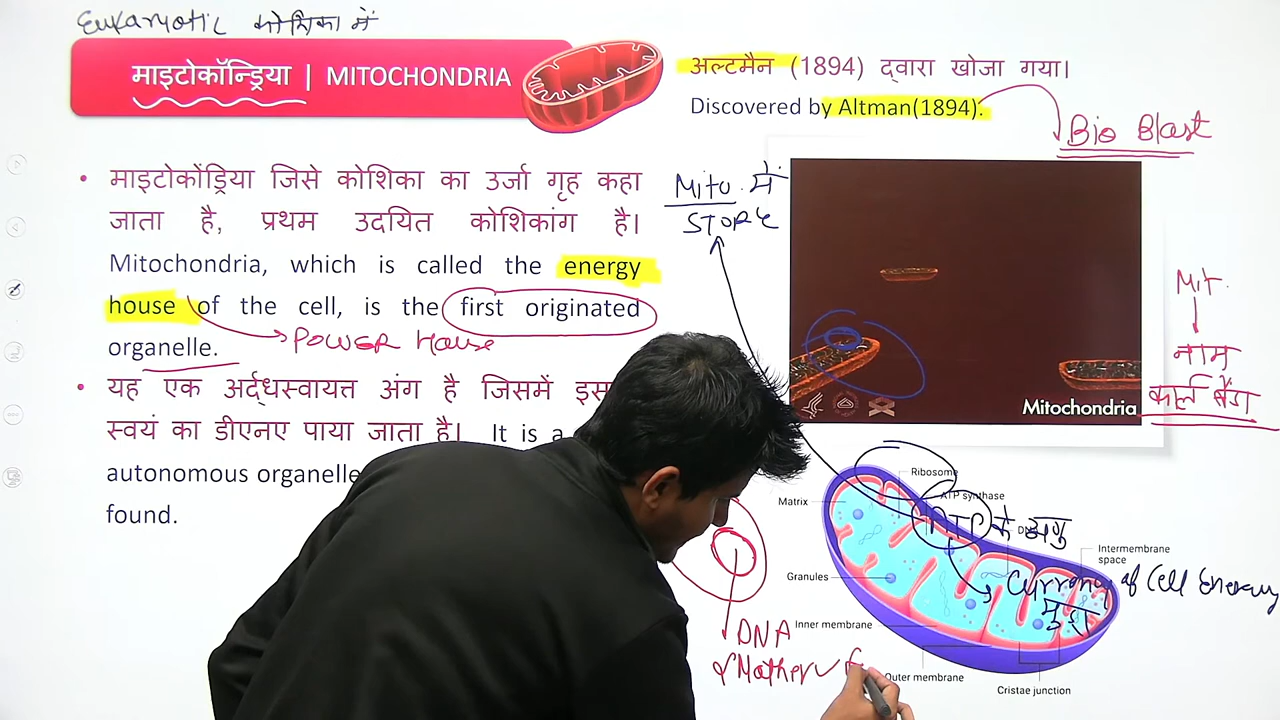 Eukaryotic कोशिका में
माइटोकॉन्ड्रिया | MITOCHONDRIA
अल्टमैन (1894) द्वारा खोजा गया।
Discovered by Altman(1894).
Bio Blast
• माइटोकोंड्रिया जिसे कोशिका का उर्जा गृह कहा
जाता है, प्रथम उदयित कोशिकांग है।
Mitochondria, which is called the energy
house of the cell, is the first originated
organelle.
POWER House
• यह एक अर्द्धस्वायत्त अंग है जिसमें
स्वयं का डीएनए पाया जाता है। It is a
autonomous organelle
found.
Mito. में
STORE
Mitochondria
Mit.
नाम
कार्ल बेंडा
Ribosome
ATP synthase
Matrix
ATP के अणु
Intermembrane
space
Granules
Currency of Cell Energy
मुद्रा
Inner membrane
DNA
Mother
Outer membrane
Cristae junction